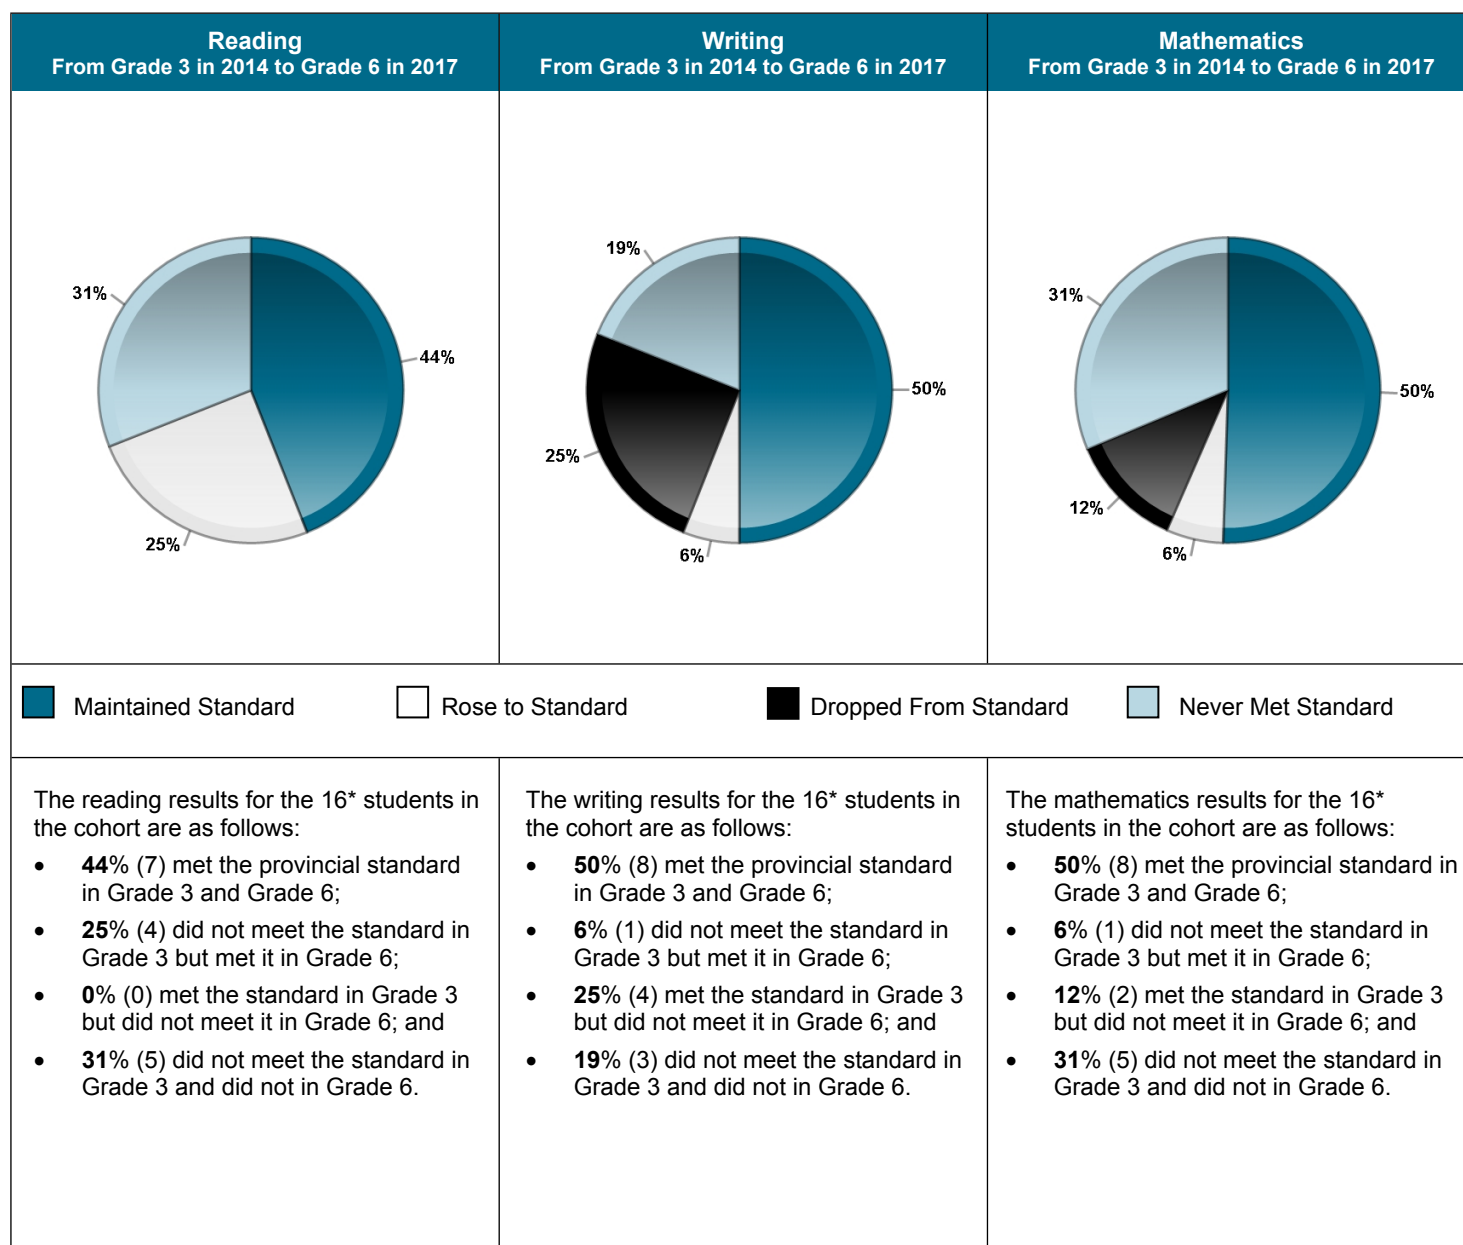 Reading
From Grade 3 in 2014 to Grade 6 in 2017
Writing
From Grade 3 in 2014 to Grade 6 in 2017
Mathematics
From Grade 3 in 2014 to Grade 6 in 2017
31%
44%
25%
19%
50%
25%
6%
31%
50%
12%
6%
Maintained Standard
Rose to Standard
Dropped From Standard
Never Met Standard
The reading results for the 16* students in
the cohort are as follows:
• 44% (7) met the provincial standard
in Grade 3 and Grade 6;
• 25% (4) did not meet the standard in
Grade 3 but met it in Grade 6;
• 0% (0) met the standard in Grade 3
but did not meet it in Grade 6; and
• 31% (5) did not meet the standard in
Grade 3 and did not in Grade 6.
The writing results for the 16* students in
the cohort are as follows:
• 50% (8) met the provincial standard
in Grade 3 and Grade 6;
• 6% (1) did not meet the standard in
Grade 3 but met it in Grade 6;
• 25% (4) met the standard in Grade 3
but did not meet it in Grade 6; and
• 19% (3) did not meet the standard in
Grade 3 and did not in Grade 6.
The mathematics results for the 16*
students in the cohort are as follows:
• 50% (8) met the provincial standard in
Grade 3 and Grade 6;
• 6% (1) did not meet the standard in
Grade 3 but met it in Grade 6;
• 12% (2) met the standard in Grade 3
but did not meet it in Grade 6; and
• 31% (5) did not meet the standard in
Grade 3 and did not in Grade 6.